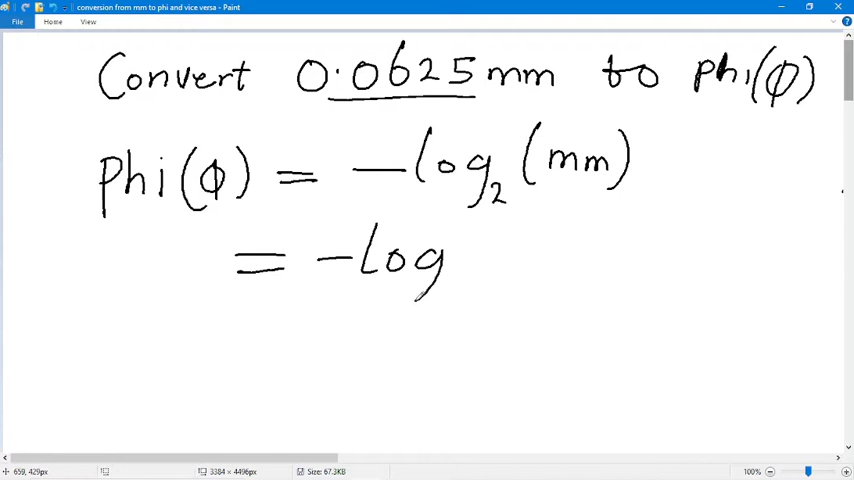 conversion from mm to phi and vice versa - Paint
File Home View
Convert 0.0625 mm to phi(φ)
phi(φ) = -log₂(mm)
= -log
659, 429px 3384 × 4496px Size: 67.3KB 100%